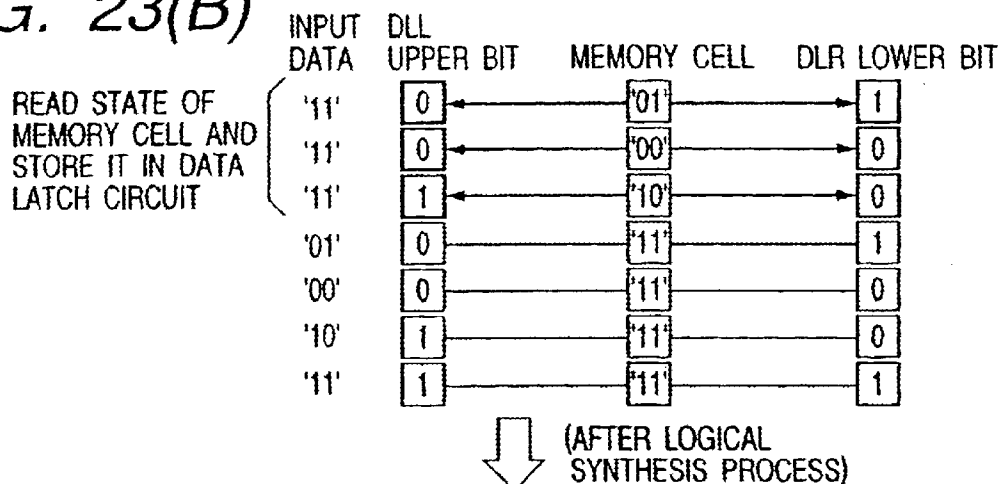 G. 23(B)
INPUT DATA DLL UPPER BIT MEMORY CELL DLR LOWER BIT
READ STATE OF
MEMORY CELL AND
STORE IT IN DATA
LATCH CIRCUIT
'11' 0 '01' 1
'11' 0 '00' 0
'11' 1 '10' 0
'01' 0 '11' 1
'00' 0 '11' 0
'10' 1 '11' 0
'11' 1 '11' 1
(AFTER LOGICAL
SYNTHESIS PROCESS)